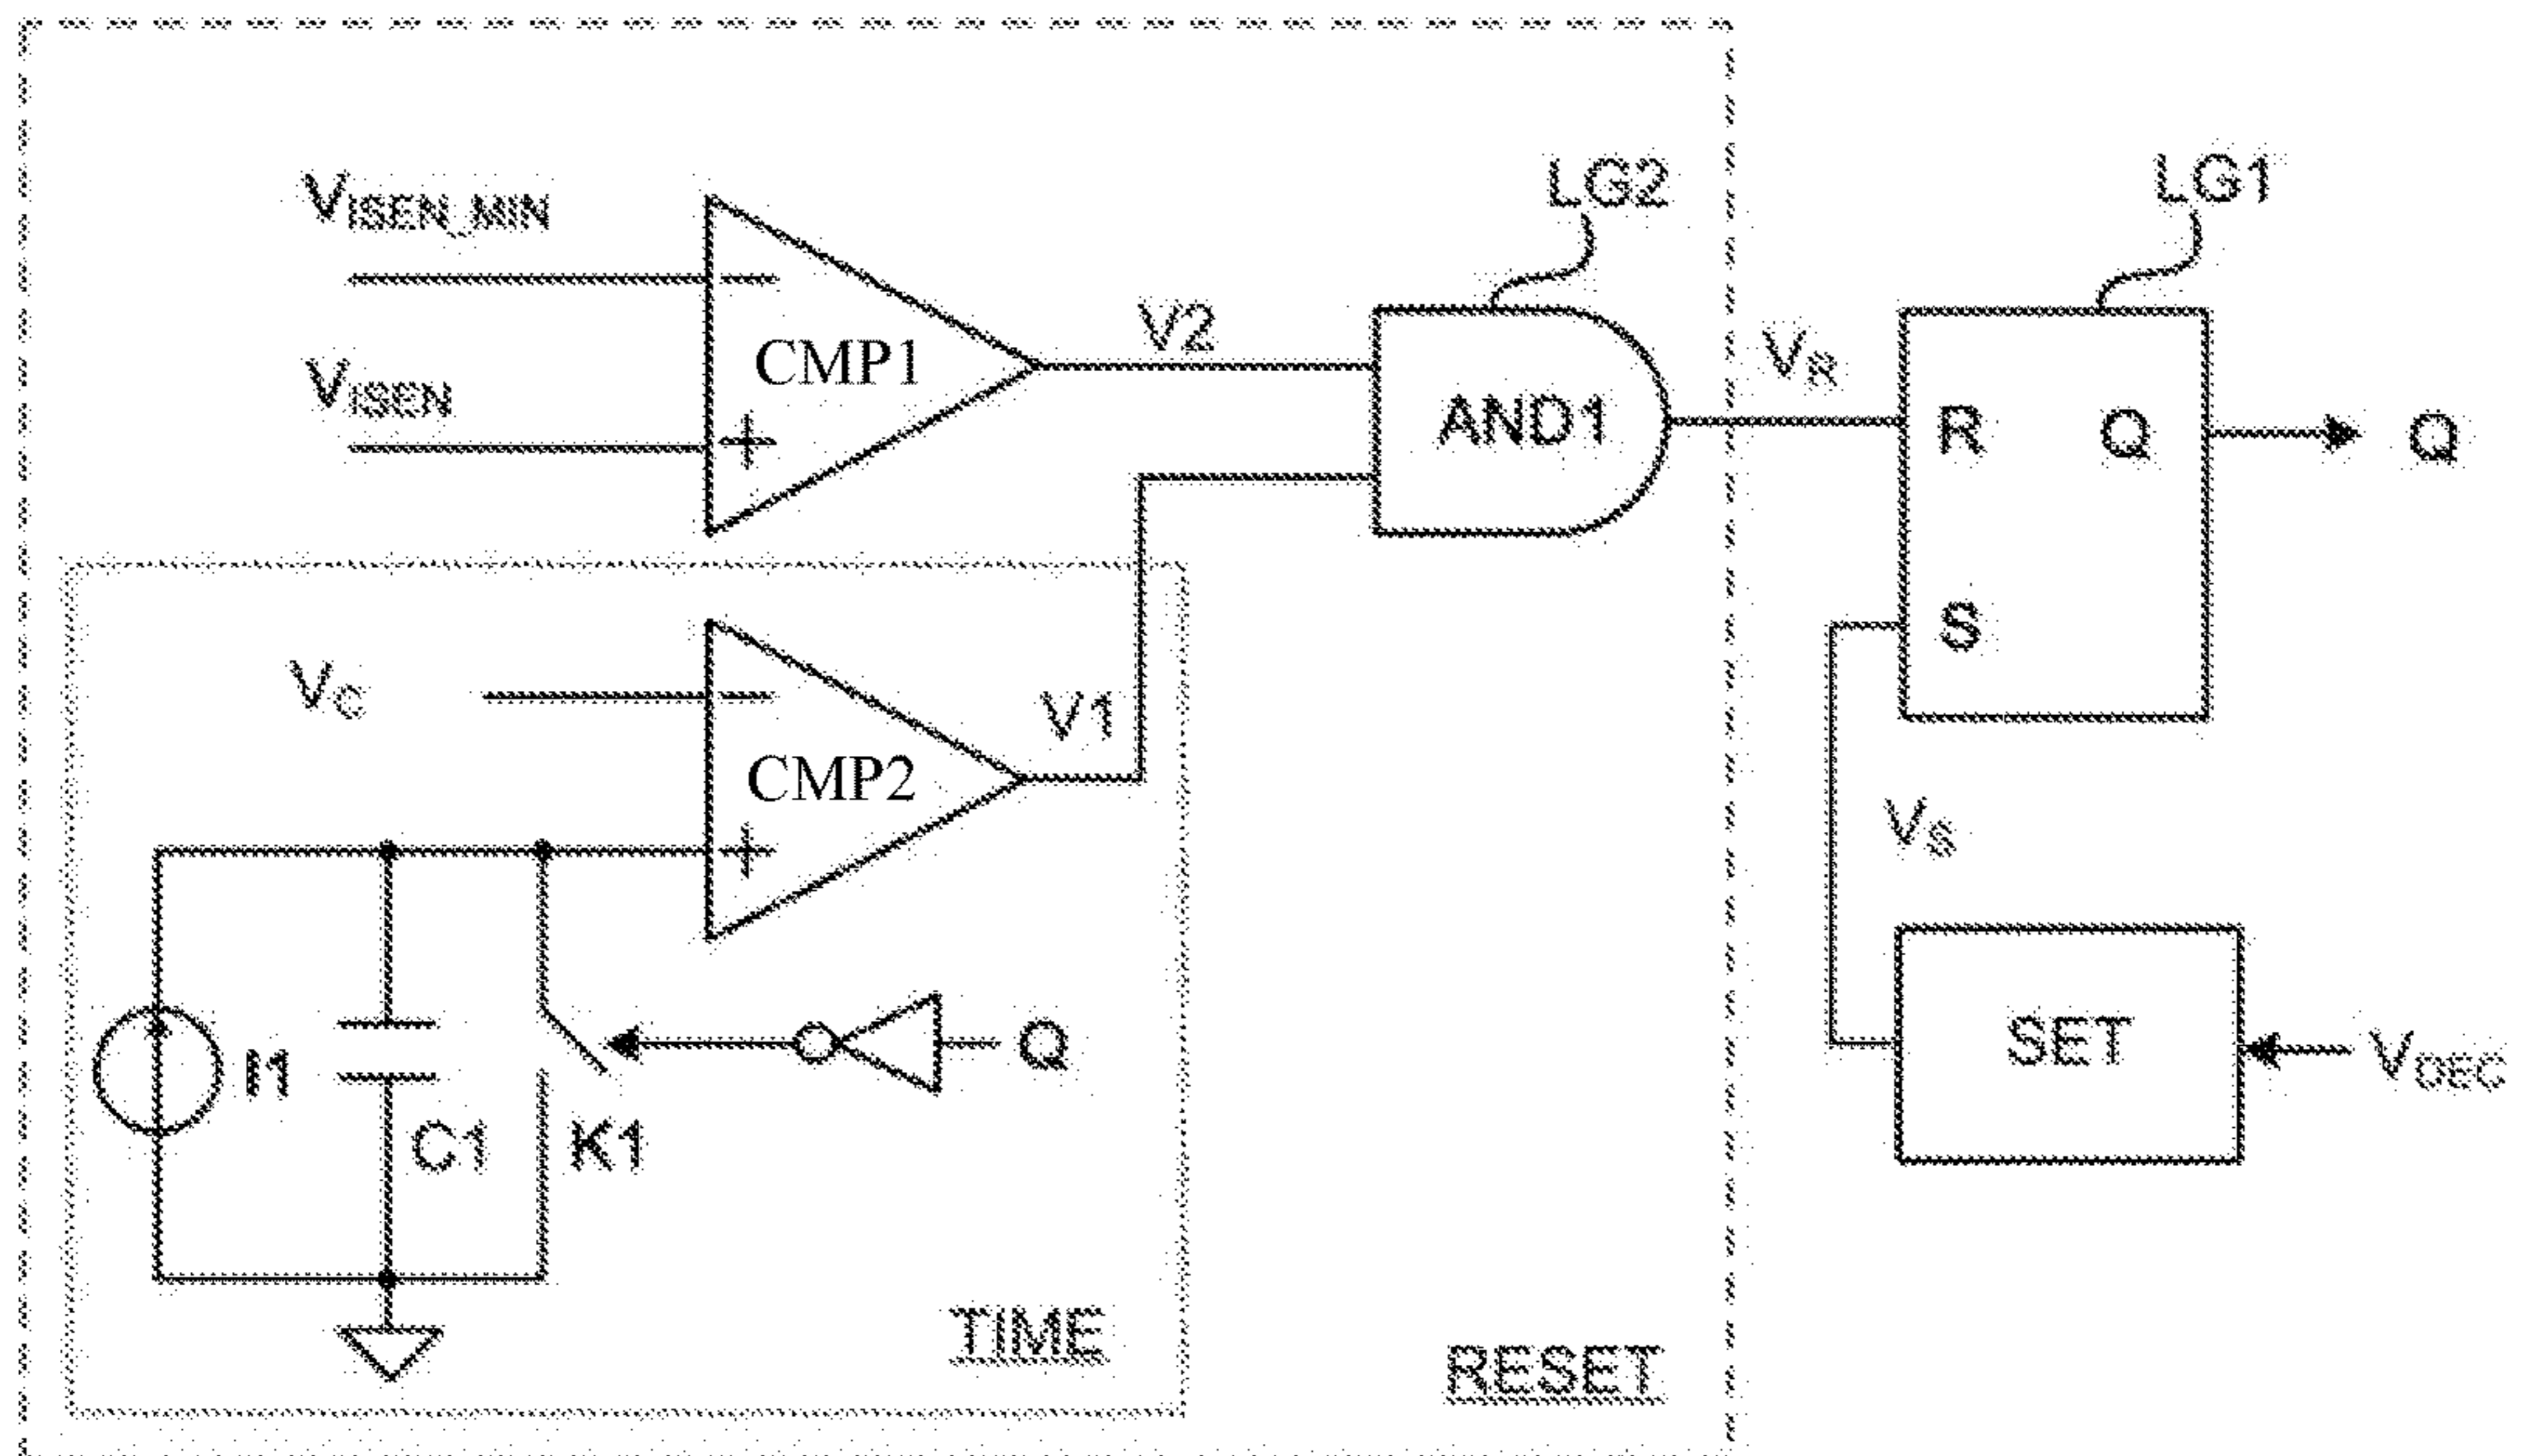 LG2
LG1
VISEN_MIN
V2
VR
CMP1
VISEN
AND1
R
Q
Q
S
VC
V1
CMP2
VS
I1
Q
SET
VDEC
C1
K1
TIME
RESET